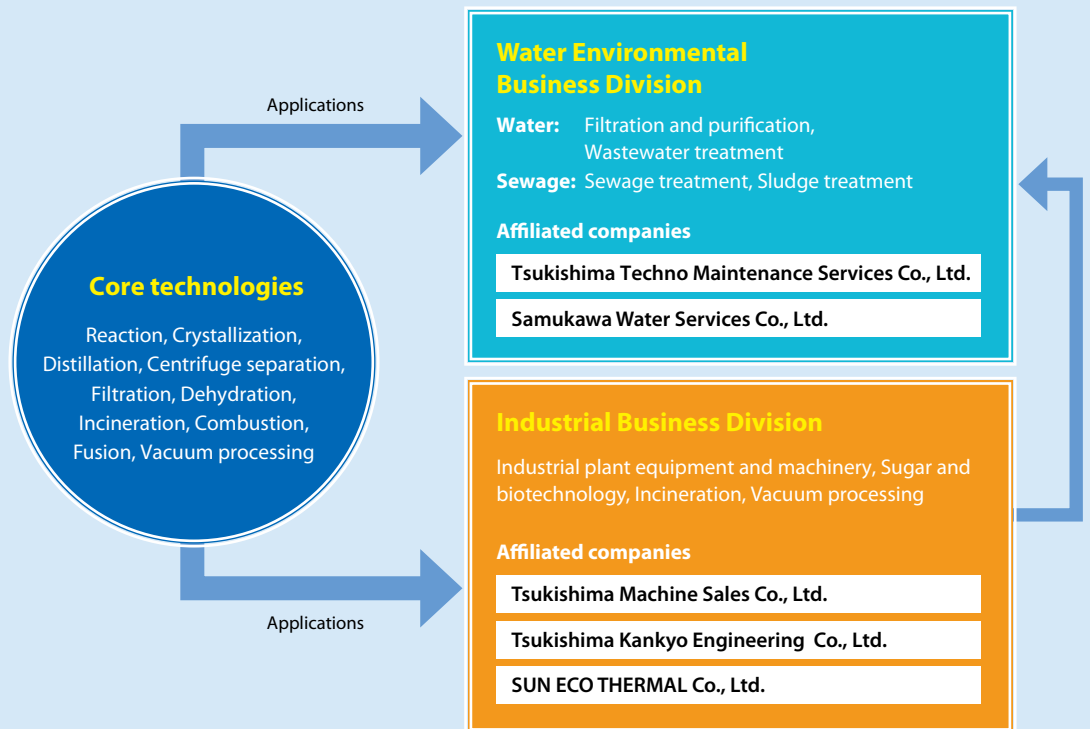 Applications
Core technologies
Reaction, Crystallization,
Distillation, Centrifuge separation,
Filtration, Dehydration,
Incineration, Combustion,
Fusion, Vacuum processing
Applications
Water Environmental
Business Division
Water: Filtration and purification,
Wastewater treatment
Sewage: Sewage treatment, Sludge treatment
Affiliated companies
Tsukishima Techno Maintenance Services Co., Ltd.
Samukawa Water Services Co., Ltd.
Industrial Business Division
Industrial plant equipment and machinery, Sugar and
biotechnology, Incineration, Vacuum processing
Affiliated companies
Tsukishima Machine Sales Co., Ltd.
Tsukishima Kankyo Engineering Co., Ltd.
SUN ECO THERMAL Co., Ltd.